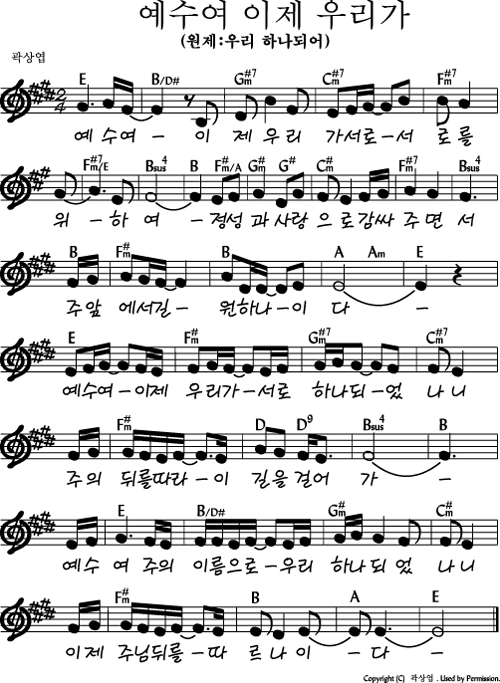 예수여 이제 우리가
(원제:우리 하나되어)
곽상엽
E B/D# G#m7 C#m7 F#m7 B
2/4
예 수여- 이 제 우 리 가서로-서 로를
F#m7/E Bsus4 B F#m/A G#m G# C#m F#m7 Bsus4
위-하 여- 정성 과사랑 으 로감싸 주 면 서
B F#m B A Am E
주앞 에서길- 원하나-이 다 -
E F#m G#m7 C#m7
예수여-이제 우리가-서로 하나되-었 나니
F#m D D9 Bsus4 B
주의 뒤를따라-이 길을걸어 가 -
E B/D# G#m C#m
예수 여 주의 이름으로-우리 하나되 었 나니
F#m B A E
이제 주님뒤를-따 르 나 이-다-
Copyright (C) 곽상엽 . Used by Permission.